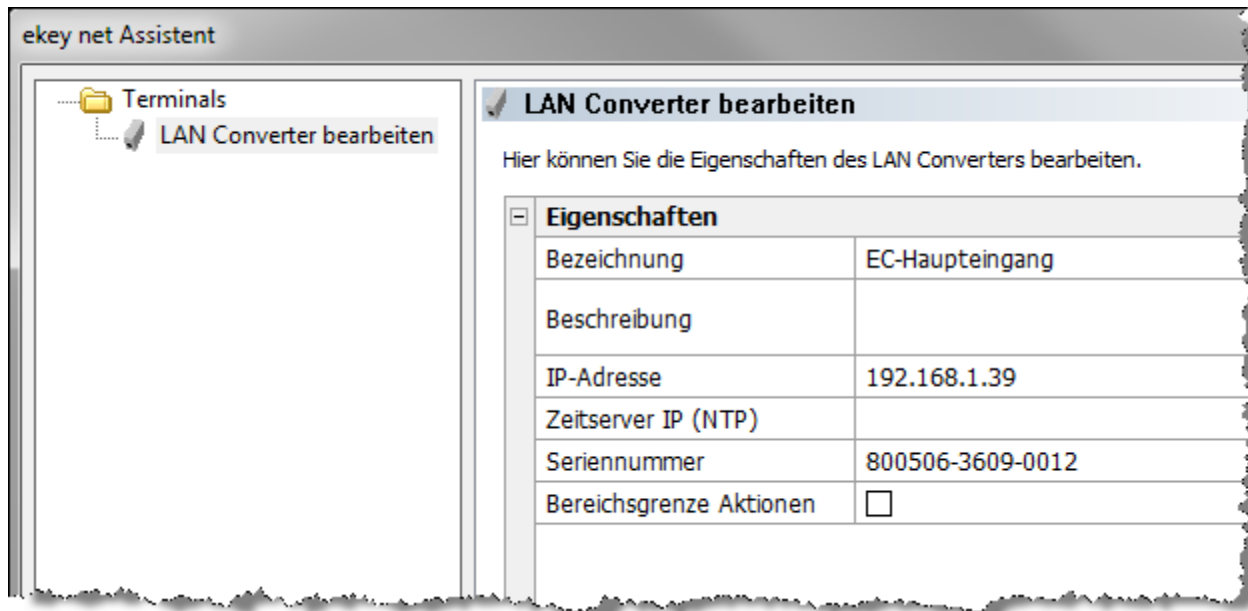 ekey net Assistent
Terminals
LAN Converter bearbeiten
LAN Converter bearbeiten
Hier können Sie die Eigenschaften des LAN Converters bearbeiten.
Eigenschaften
Bezeichnung EC-Haupteingang
Beschreibung
IP-Adresse 192.168.1.39
Zeitserver IP (NTP)
Seriennummer 800506-3609-0012
Bereichsgrenze Aktionen